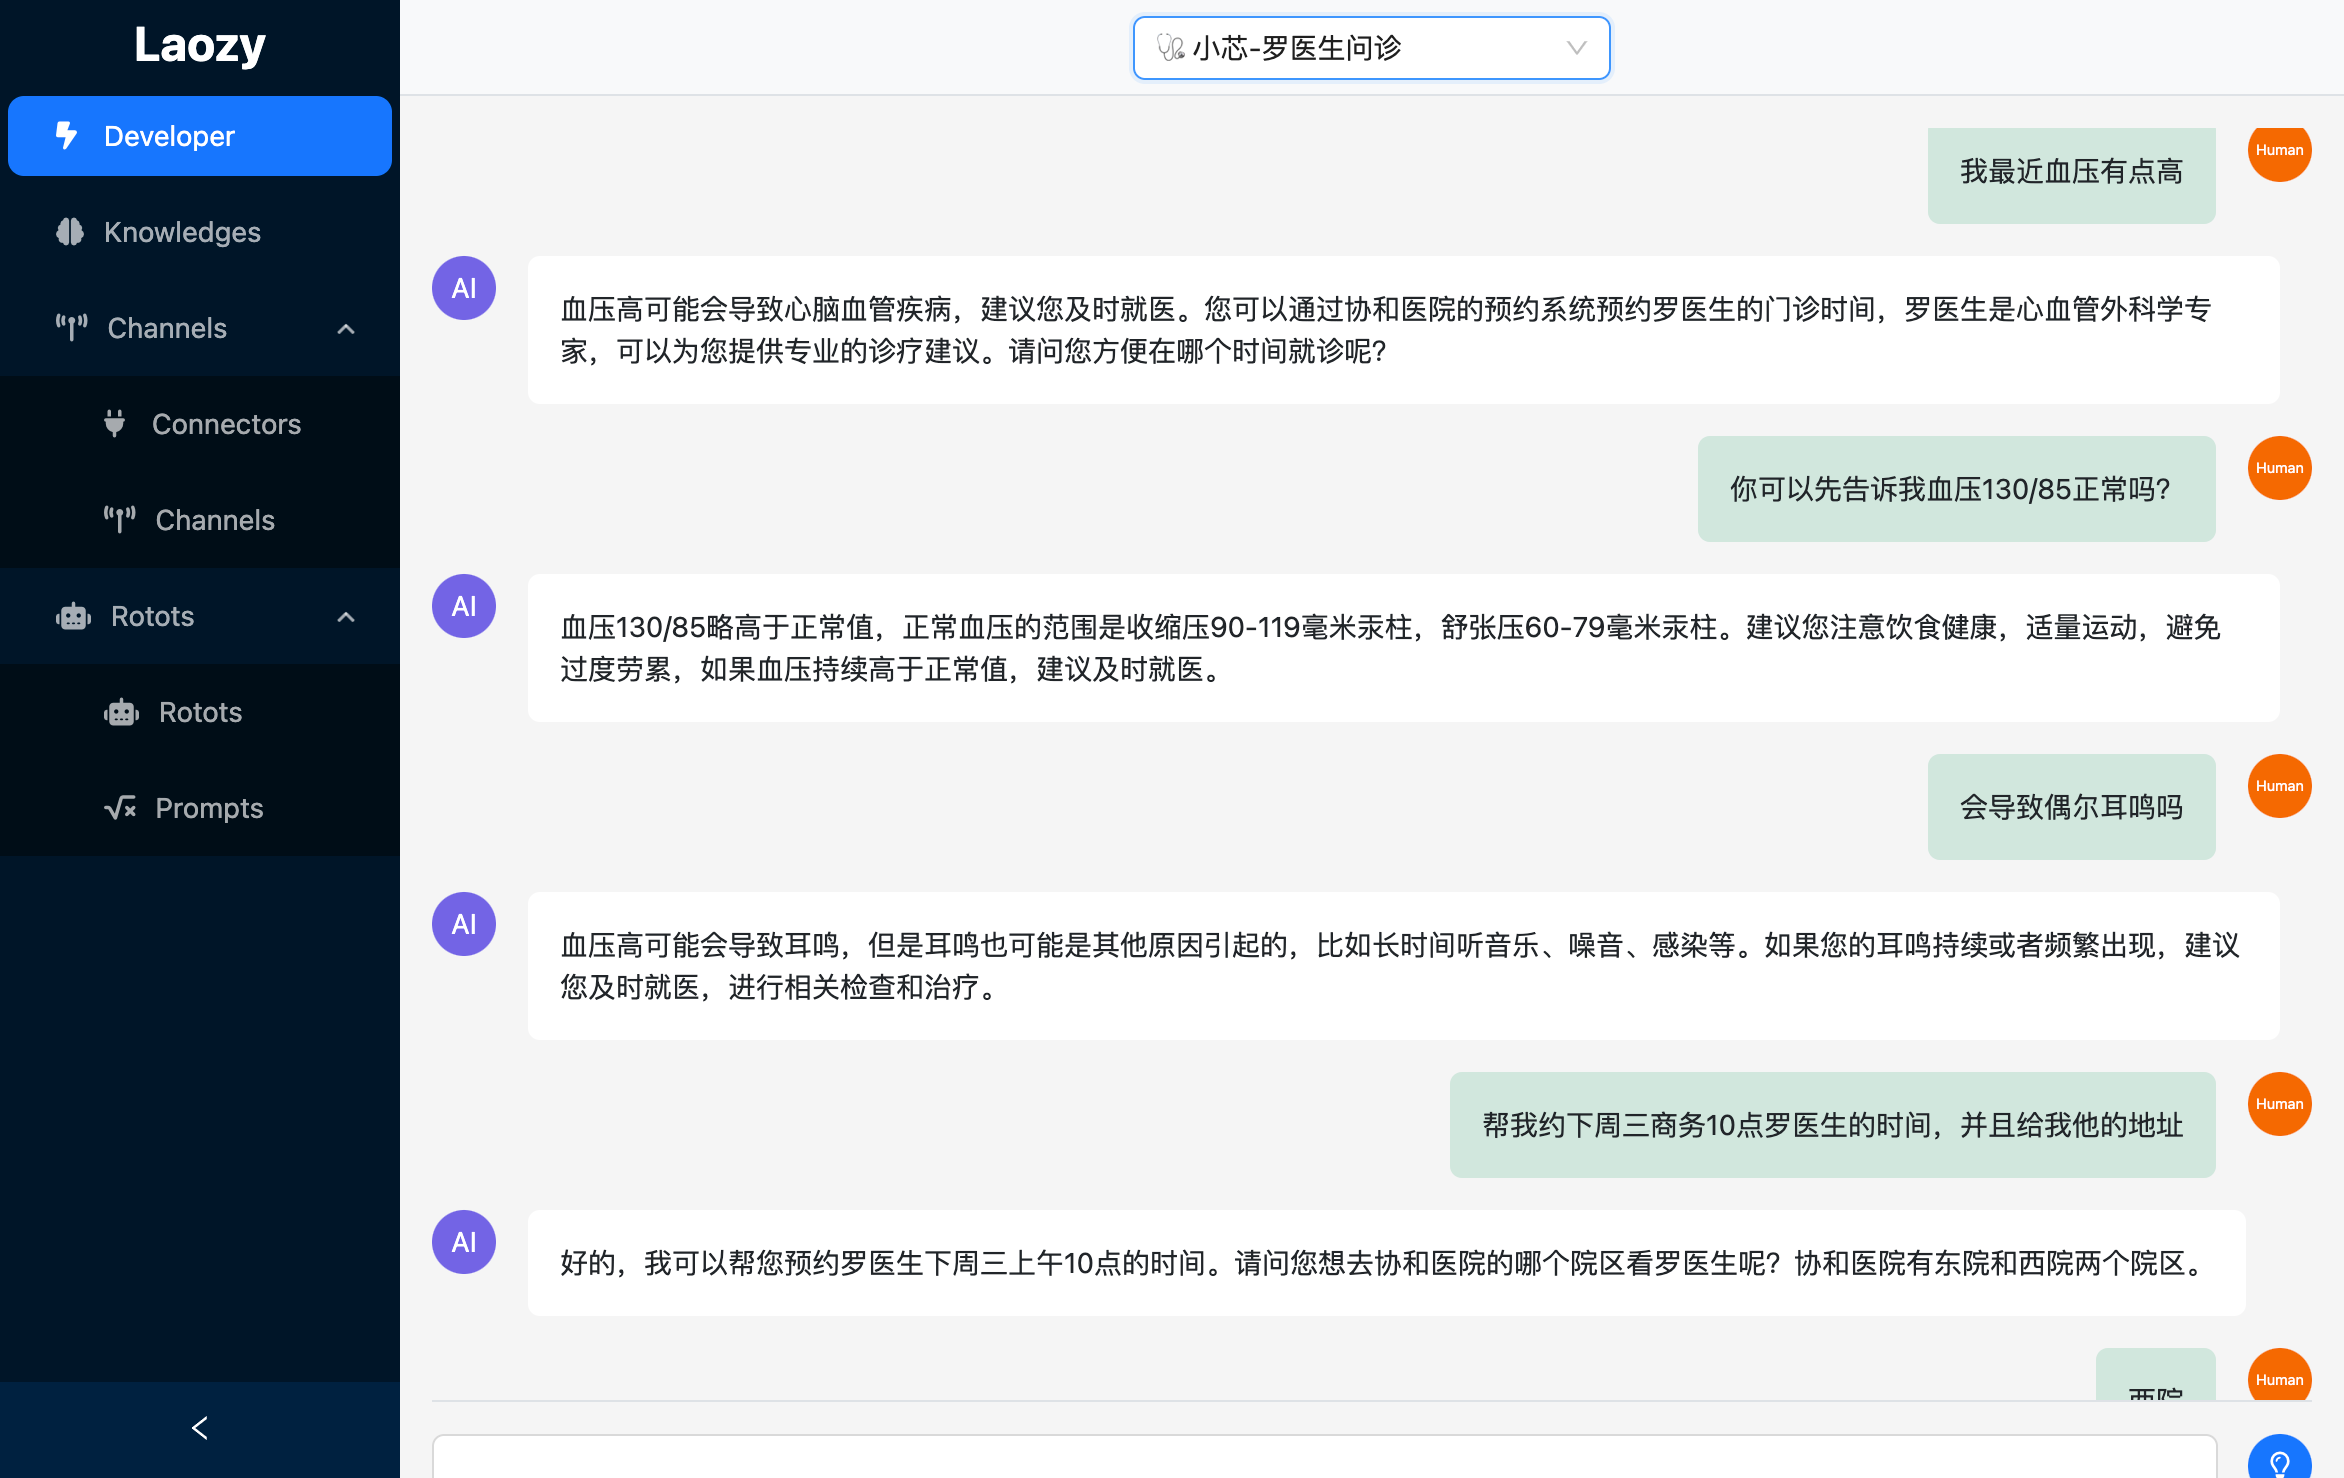 Laozy
Developer
Knowledges
Channels
Connectors
Channels
Rotots
Rotots
Prompts
小芯-罗医生问诊
我最近血压有点高
Human
AI
血压高可能会导致心脑血管疾病，建议您及时就医。您可以通过协和医院的预约系统预约罗医生的门诊时间，罗医生是心血管外科学专
家，可以为您提供专业的诊疗建议。请问您方便在哪个时间就诊呢?
你可以先告诉我血压130/85正常吗?
Human
AI
血压130/85略高于正常值，正常血压的范围是收缩压90-119毫米汞柱，舒张压60-79毫米汞柱。建议您注意饮食健康，适量运动，避免
过度劳累，如果血压持续高于正常值，建议及时就医。
会导致偶尔耳鸣吗
Human
AI
血压高可能会导致耳鸣，但是耳鸣也可能是其他原因引起的，比如长时间听音乐、噪音、感染等。如果您的耳鸣持续或者频繁出现，建议
您及时就医，进行相关检查和治疗。
帮我约下周三商务10点罗医生的时间，并且给我他的地址
Human
AI
好的，我可以帮您预约罗医生下周三上午10点的时间。请问您想去协和医院的哪个院区看罗医生呢？协和医院有东院和西院两个院区。
西院
Human